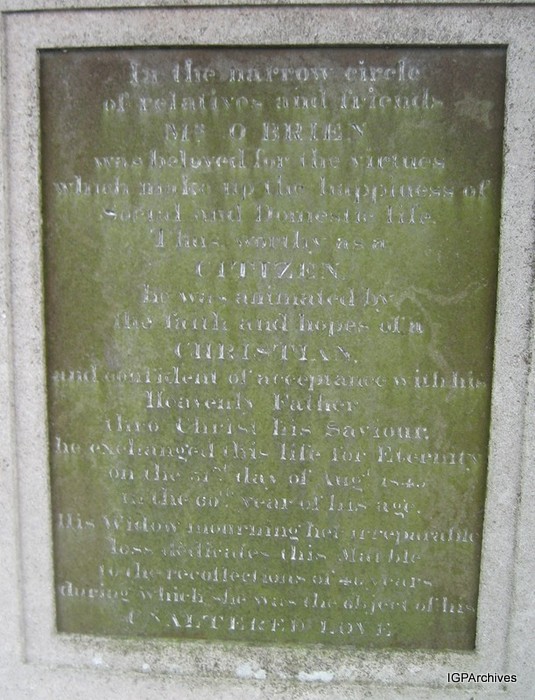 In the narrow circle
of relatives and friends
Mr. O BRIEN
was beloved for the virtues
which make up the happiness of
Social and Domestic life.
Thus worthy as a
CITIZEN
he was animated by
the faith and hopes of a
CHRISTIAN,
and confident of acceptance with his
Heavenly Father
thro Christ his Saviour.
he exchanged this life for Eternity
on the day of Augt.
in the year of his age.
His Widow mourning her irreparable
loss dedicates this Marble
to the recollections of 40 years
during which she was the object of his
UNALTERED LOVE
IGPArchives